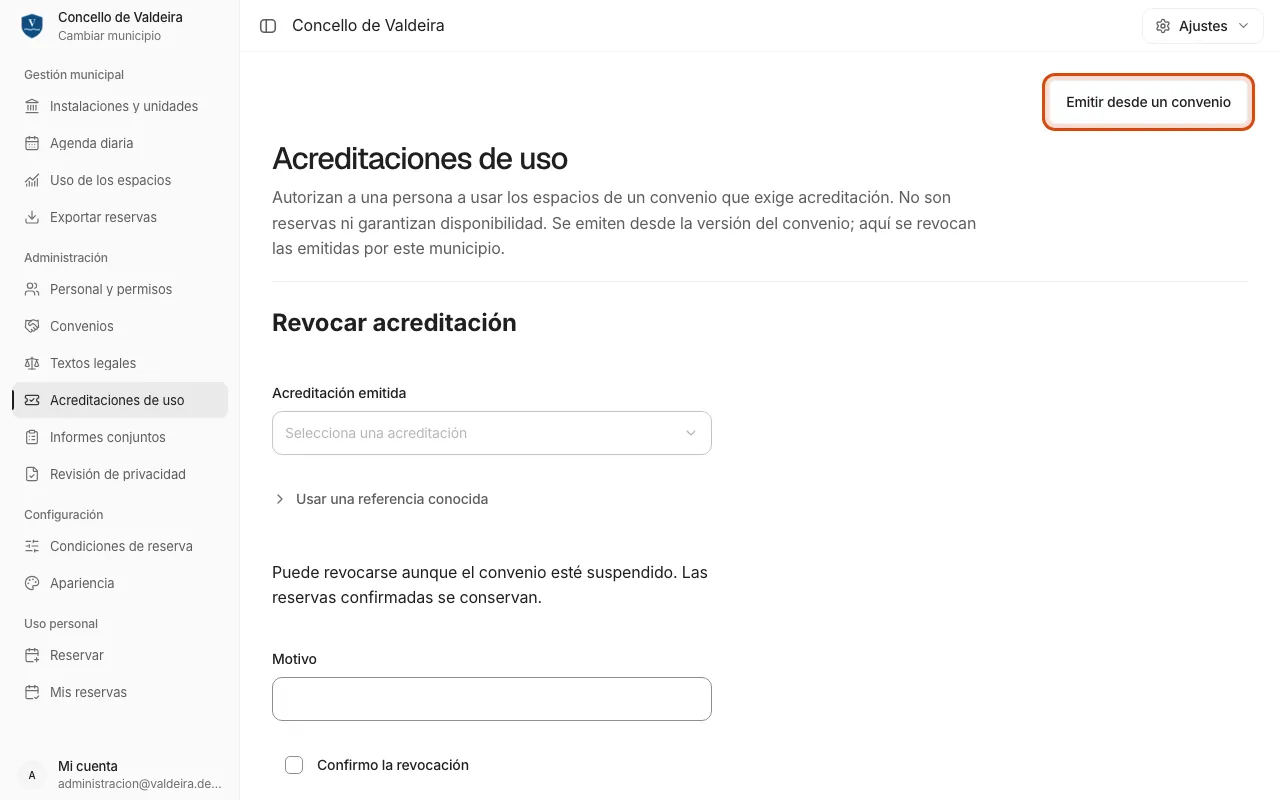 Concello de Valdeira
Cambiar municipio
Gestión municipal
Instalaciones y unidades
Agenda diaria
Uso de los espacios
Exportar reservas
Administración
Personal y permisos
Convenios
Textos legales
Acreditaciones de uso
Informes conjuntos
Revisión de privacidad
Configuración
Condiciones de reserva
Apariencia
Uso personal
Reservar
Mis reservas
A
Mi cuenta
administracion@valdeira.de...
Concello de Valdeira
Ajustes
Emitir desde un convenio
Acreditaciones de uso
Autorizan a una persona a usar los espacios de un convenio que exige acreditación. No son
reservas ni garantizan disponibilidad. Se emiten desde la versión del convenio; aquí se revocan
las emitidas por este municipio.
Revocar acreditación
Acreditación emitida
Selecciona una acreditación
Usar una referencia conocida
Puede revocarse aunque el convenio esté suspendido. Las
reservas confirmadas se conservan.
Motivo
Confirmo la revocación